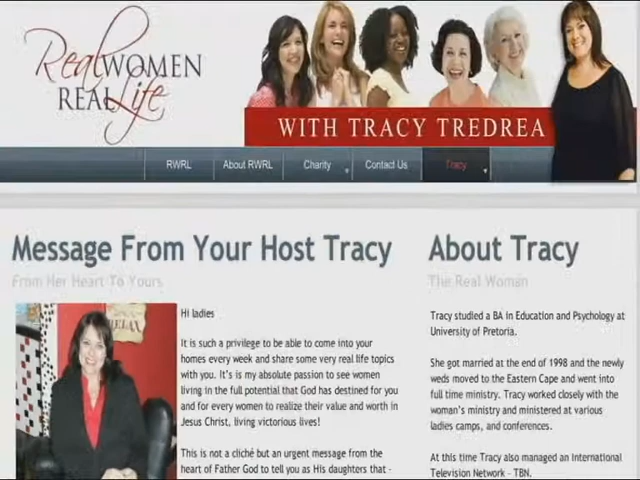 Real WOMEN
REAL Life
WITH TRACY TREDREA
RWRL About RWRL Charity Contact Us Tracy
Message From Your Host Tracy
From Her Heart To Yours
Hi ladies
It is such a privilege to be able to come into your
homes every week and share some very real life topics
with you. It's is my absolute passion to see women
living in the full potential that God has destined for you
and for every women to realize their value and worth in
Jesus Christ, living victorious lives!
This is not a cliché but an urgent message from the
heart of Father God to tell you as His daughters that -
About Tracy
The Real Woman
Tracy studied a BA in Education and Psychology at
University of Pretoria.
She got married at the end of 1998 and the newly
weds moved to the Eastern Cape and went into
full time ministry. Tracy worked closely with the
woman's ministry and ministered at various
ladies camps, and conferences.
At this time Tracy also managed an International
Television Network - TBN.
RELAX